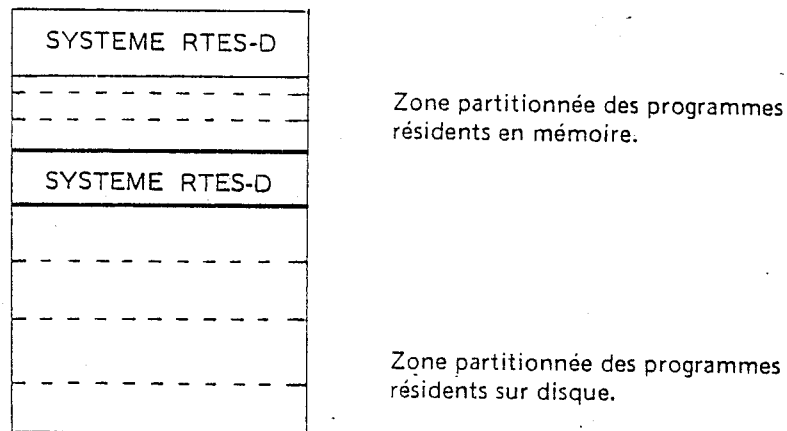 SYSTEME RTES-D
Zone partitionnée des programmes
résidents en mémoire.
SYSTEME RTES-D
Zone partitionnée des programmes
résidents sur disque.